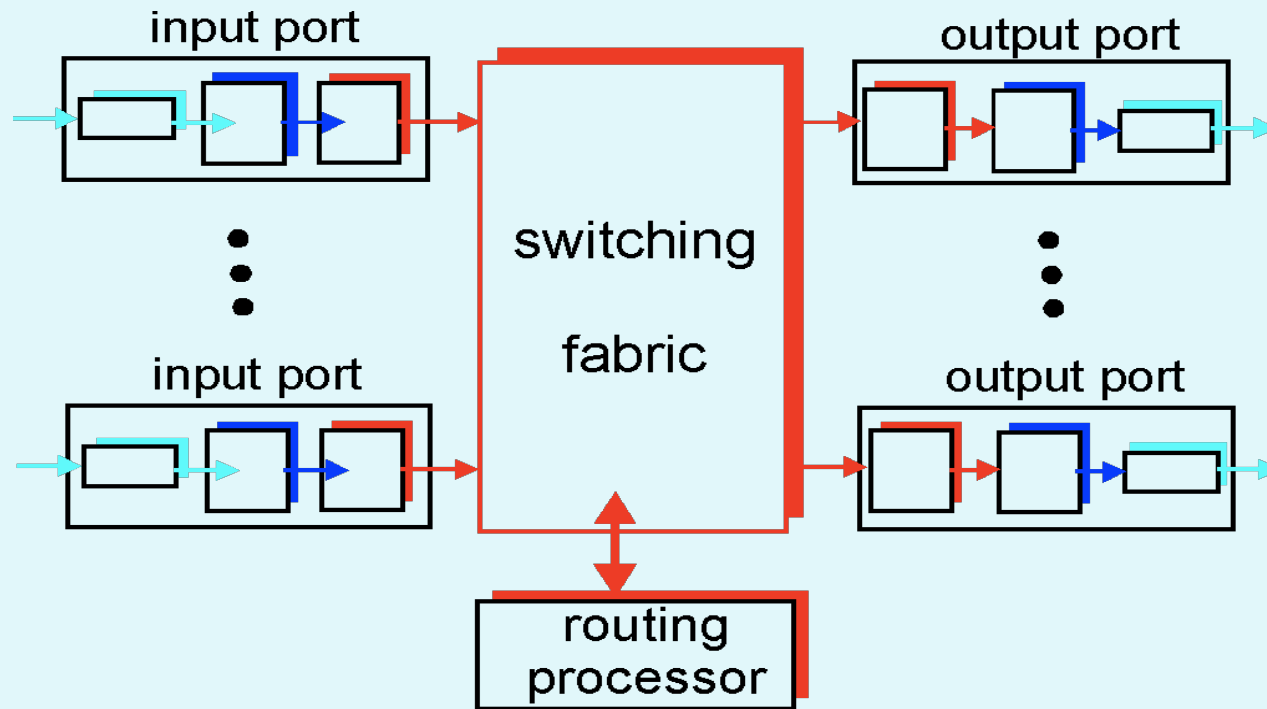 input port
output port
switching
fabric
input port
output port
routing
processor